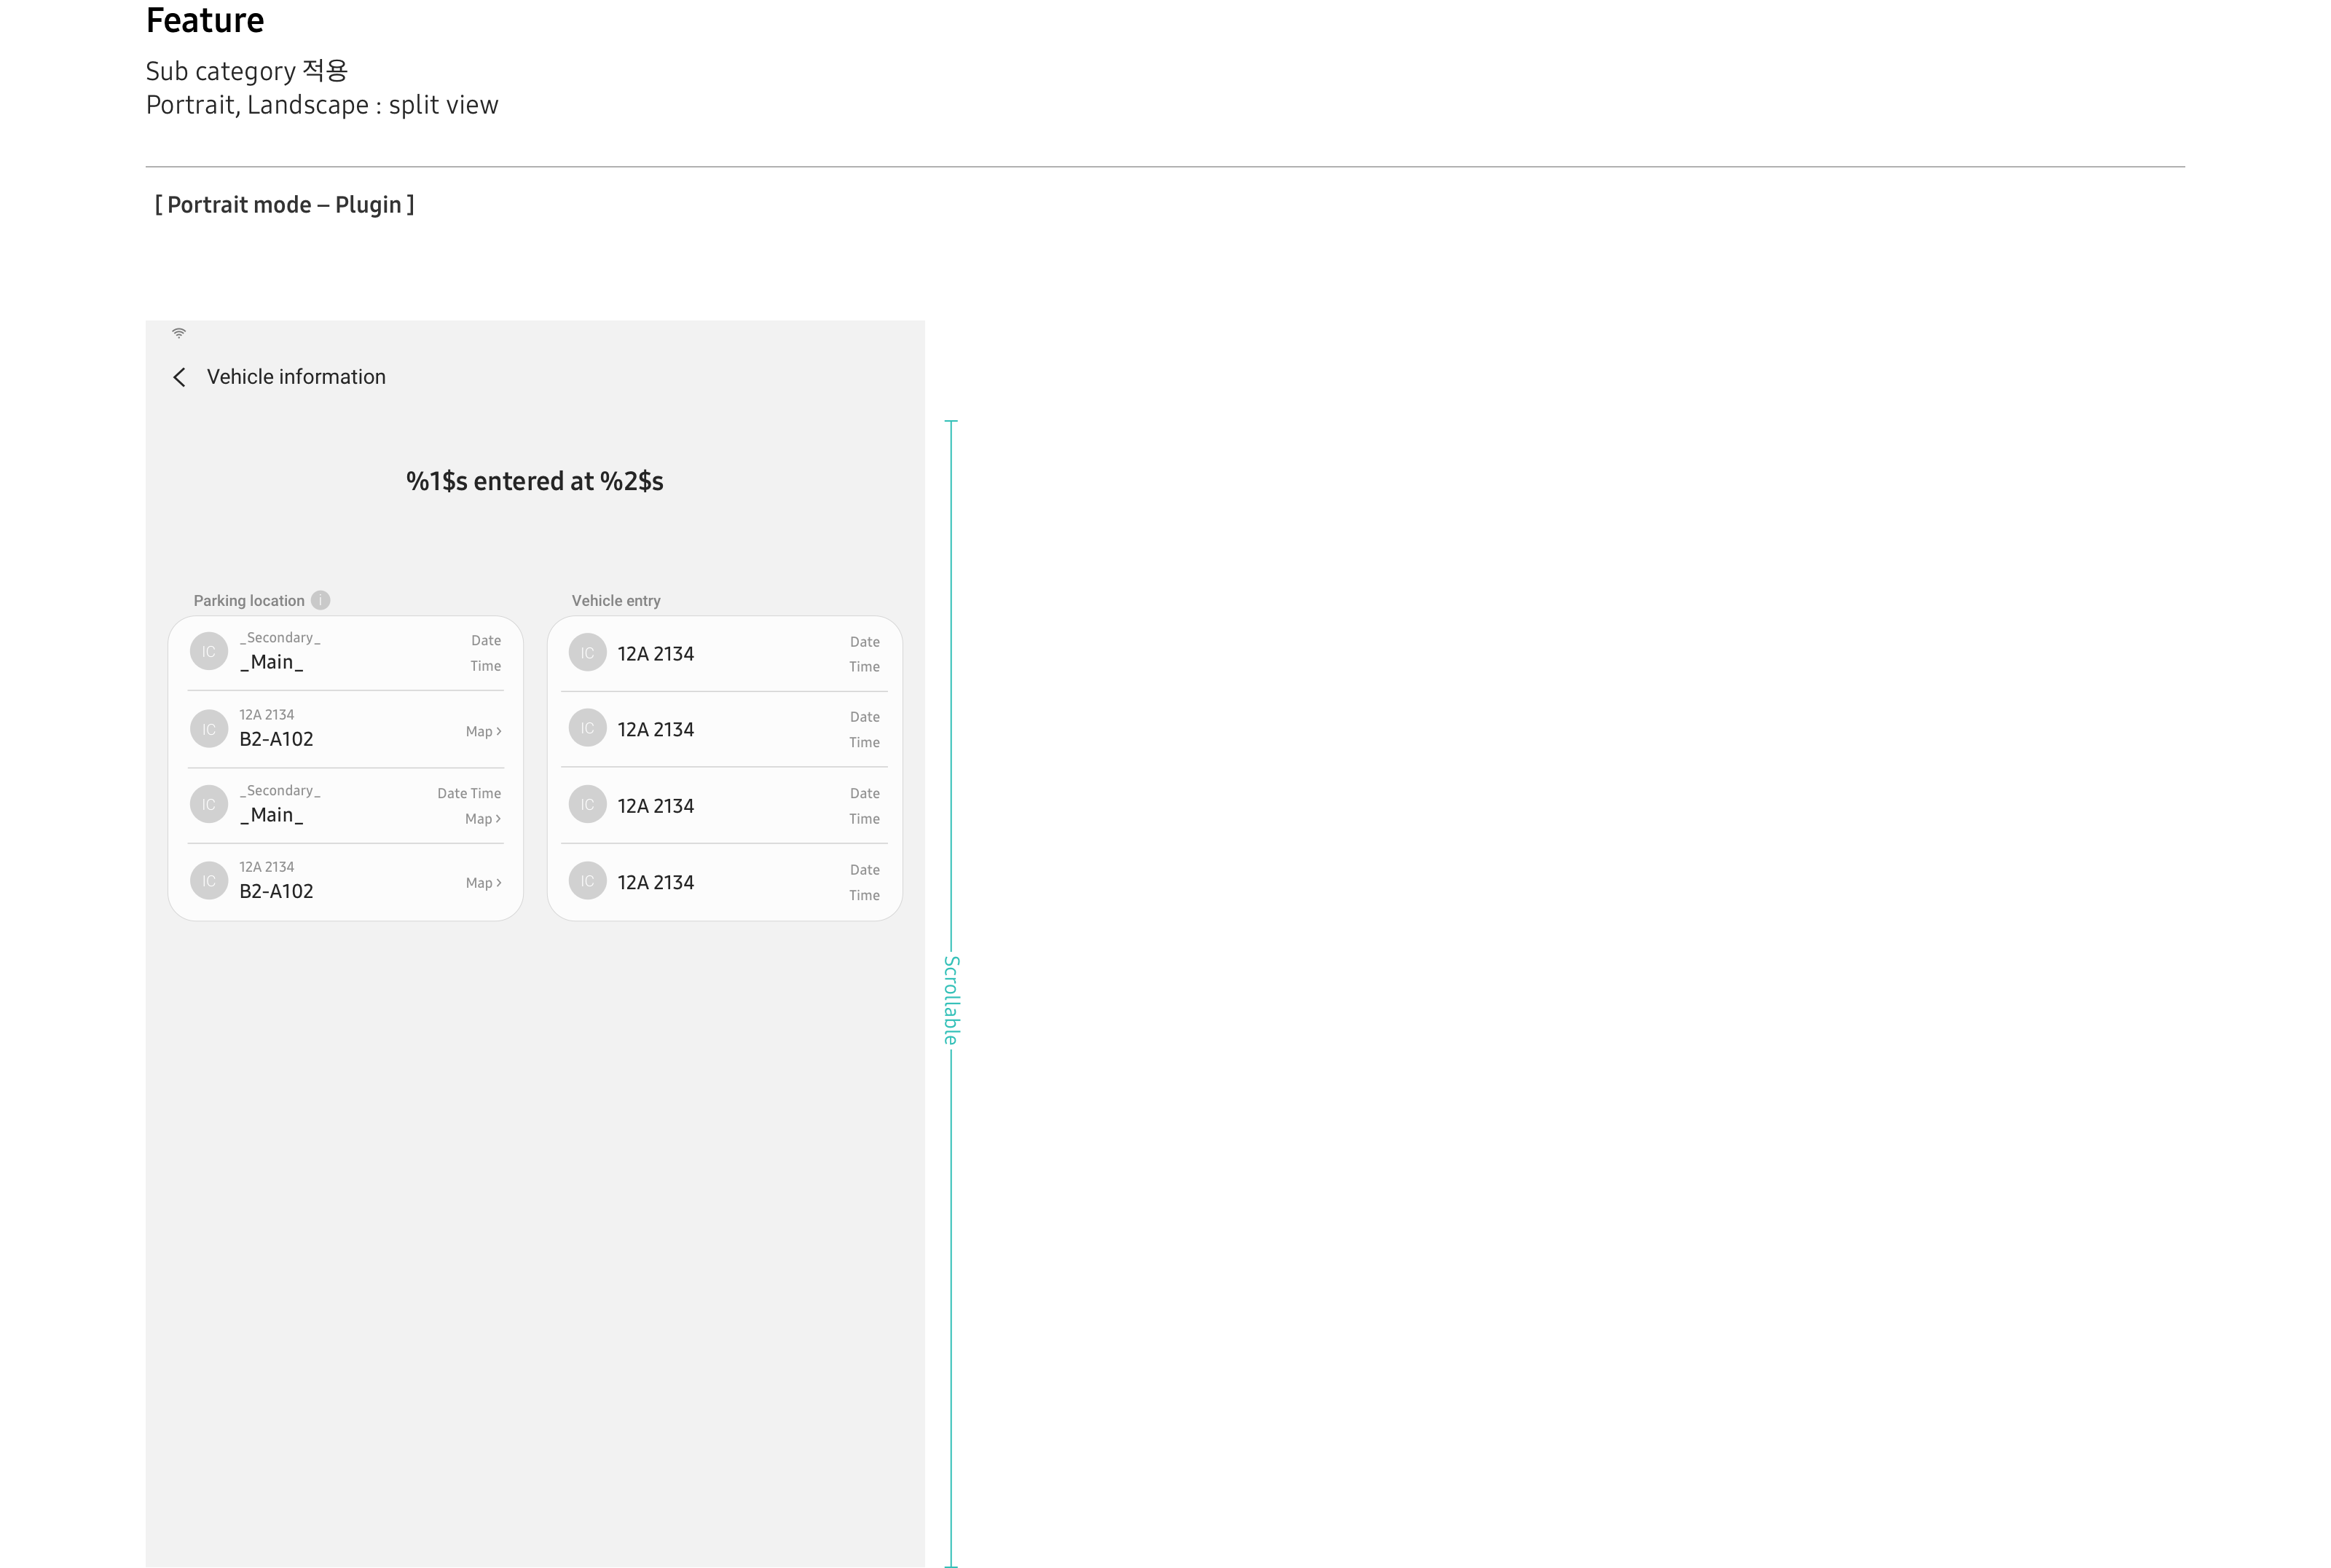 Feature
Sub category 적용
Portrait, Landscape : split view
[ Portrait mode – Plugin ]
Vehicle information
%1$s entered at %2$s
Parking location i
IC
_Secondary_
_Main_
Date
Time
IC
12A 2134
B2-A102
Map >
IC
_Secondary_
_Main_
Date Time
Map >
IC
12A 2134
B2-A102
Map >
Vehicle entry
IC
12A 2134
Date
Time
IC
12A 2134
Date
Time
IC
12A 2134
Date
Time
IC
12A 2134
Date
Time
Scrollable